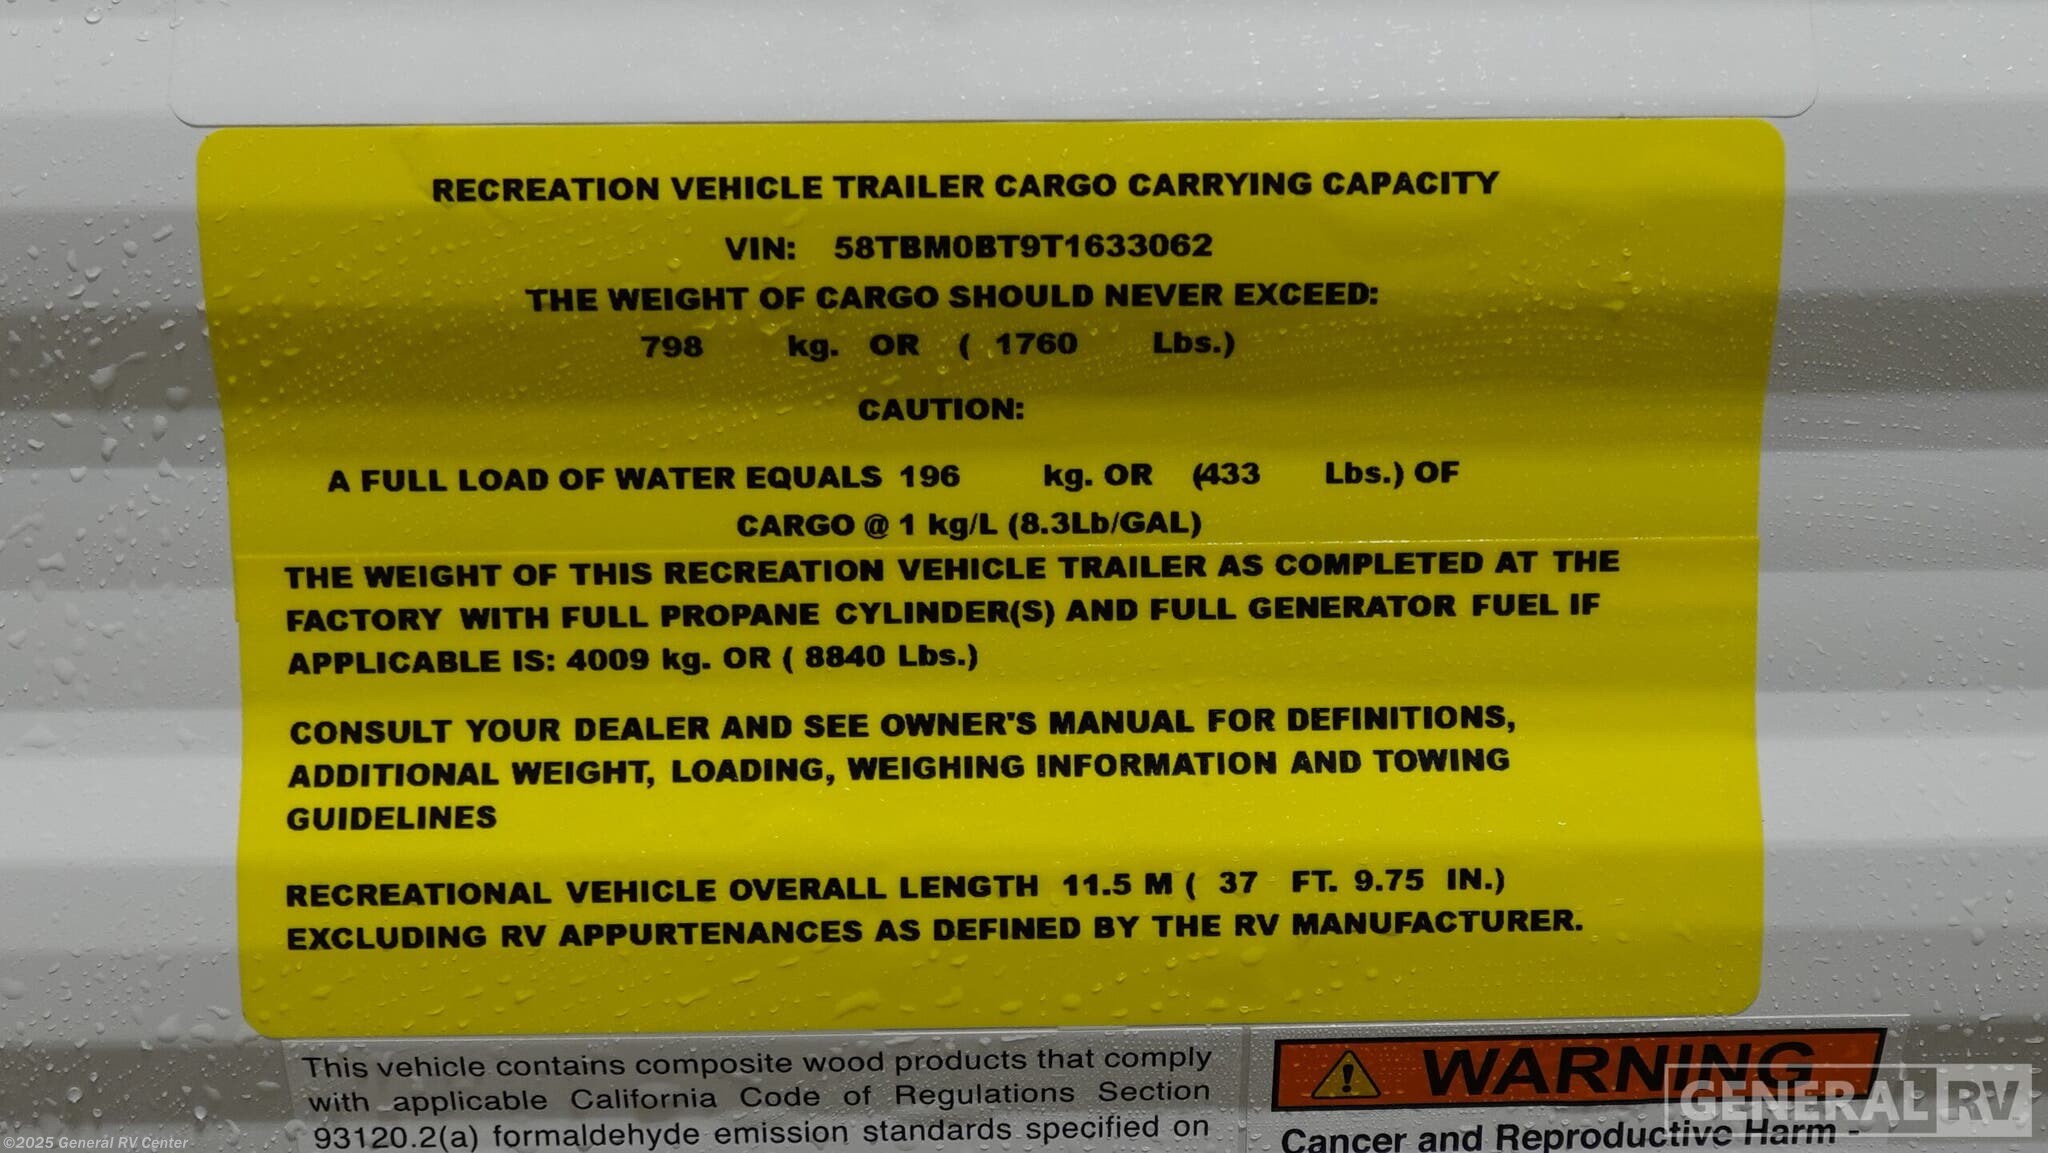 RECREATION VEHICLE TRAILER CARGO CARRYING CAPACITY
VIN: 58TBM0BT9T1633062
THE WEIGHT OF CARGO SHOULD NEVER EXCEED:
798 kg. OR ( 1760 Lbs.)
CAUTION:
A FULL LOAD OF WATER EQUALS 196 kg. OR (433 Lbs.) OF
CARGO @ 1 kg/L (8.3Lb/GAL)
THE WEIGHT OF THIS RECREATION VEHICLE TRAILER AS COMPLETED AT THE
FACTORY WITH FULL PROPANE CYLINDER(S) AND FULL GENERATOR FUEL IF
APPLICABLE IS: 4009 kg. OR ( 8840 Lbs.)
CONSULT YOUR DEALER AND SEE OWNER'S MANUAL FOR DEFINITIONS,
ADDITIONAL WEIGHT, LOADING, WEIGHING INFORMATION AND TOWING
GUIDELINES
RECREATIONAL VEHICLE OVERALL LENGTH 11.5 M ( 37 FT. 9.75 IN.)
EXCLUDING RV APPURTENANCES AS DEFINED BY THE RV MANUFACTURER.
This vehicle contains composite wood products that comply
with applicable California Code of Regulations Section
93120.2(a) formaldehyde emission standards specified on
WARNING
Cancer and Reproductive Harm -
GENERAL RV
©2025 General RV Center